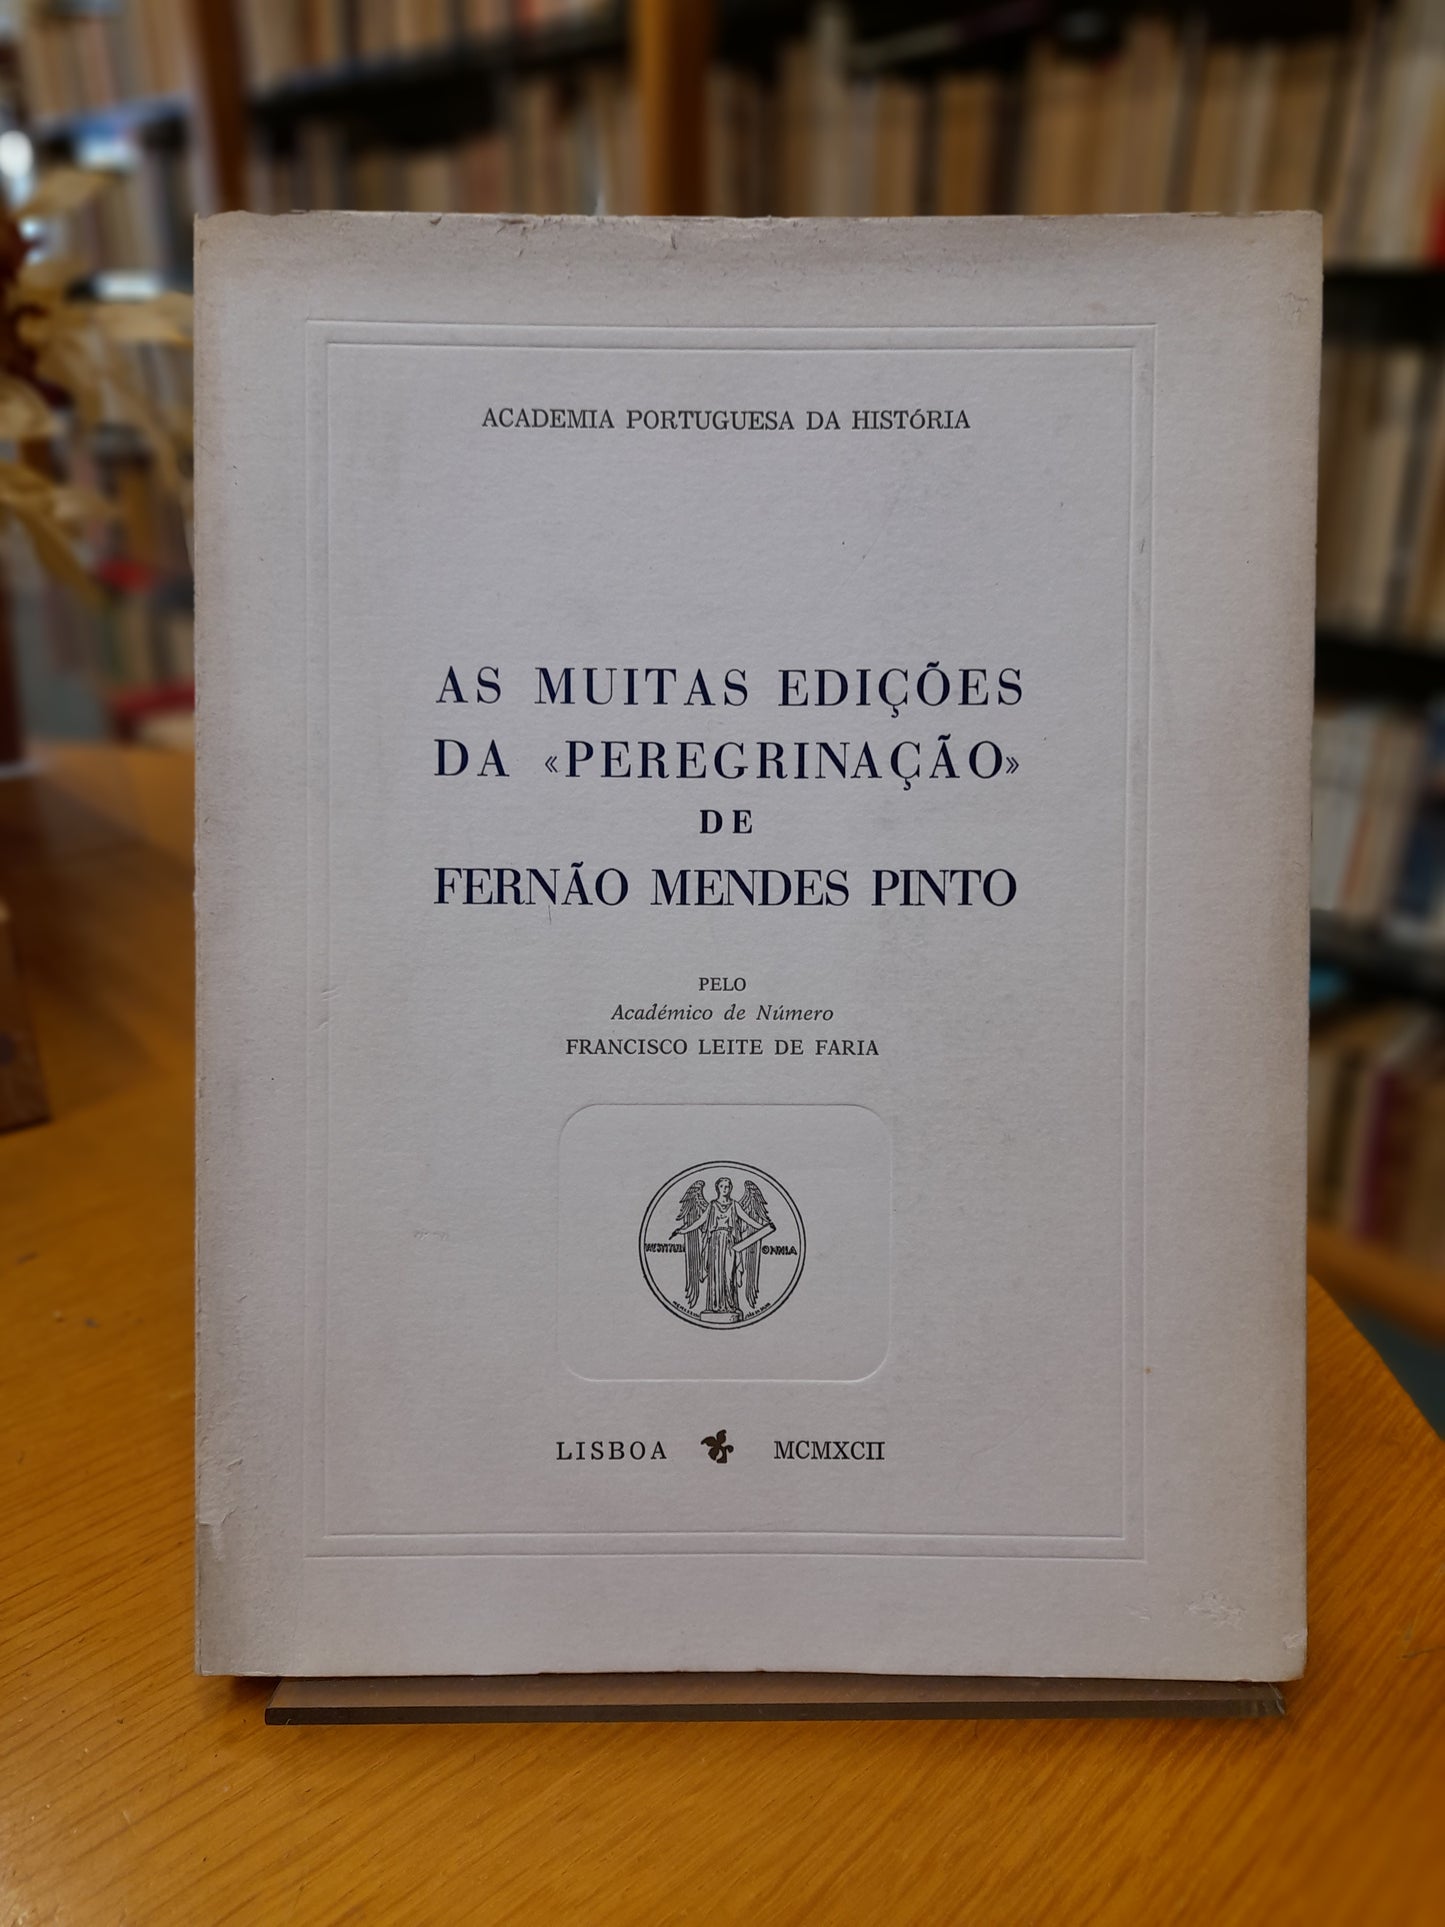 ACADEMIA PORTUGUESA DA HISTÓRIA
AS MUITAS EDIÇÕES
DA «PEREGRINAÇÃO»
DE
FERNÃO MENDES PINTO
PELO
Académico de Número
FRANCISCO LEITE DE FARIA
OMNIA
LISBOA MCMXCII